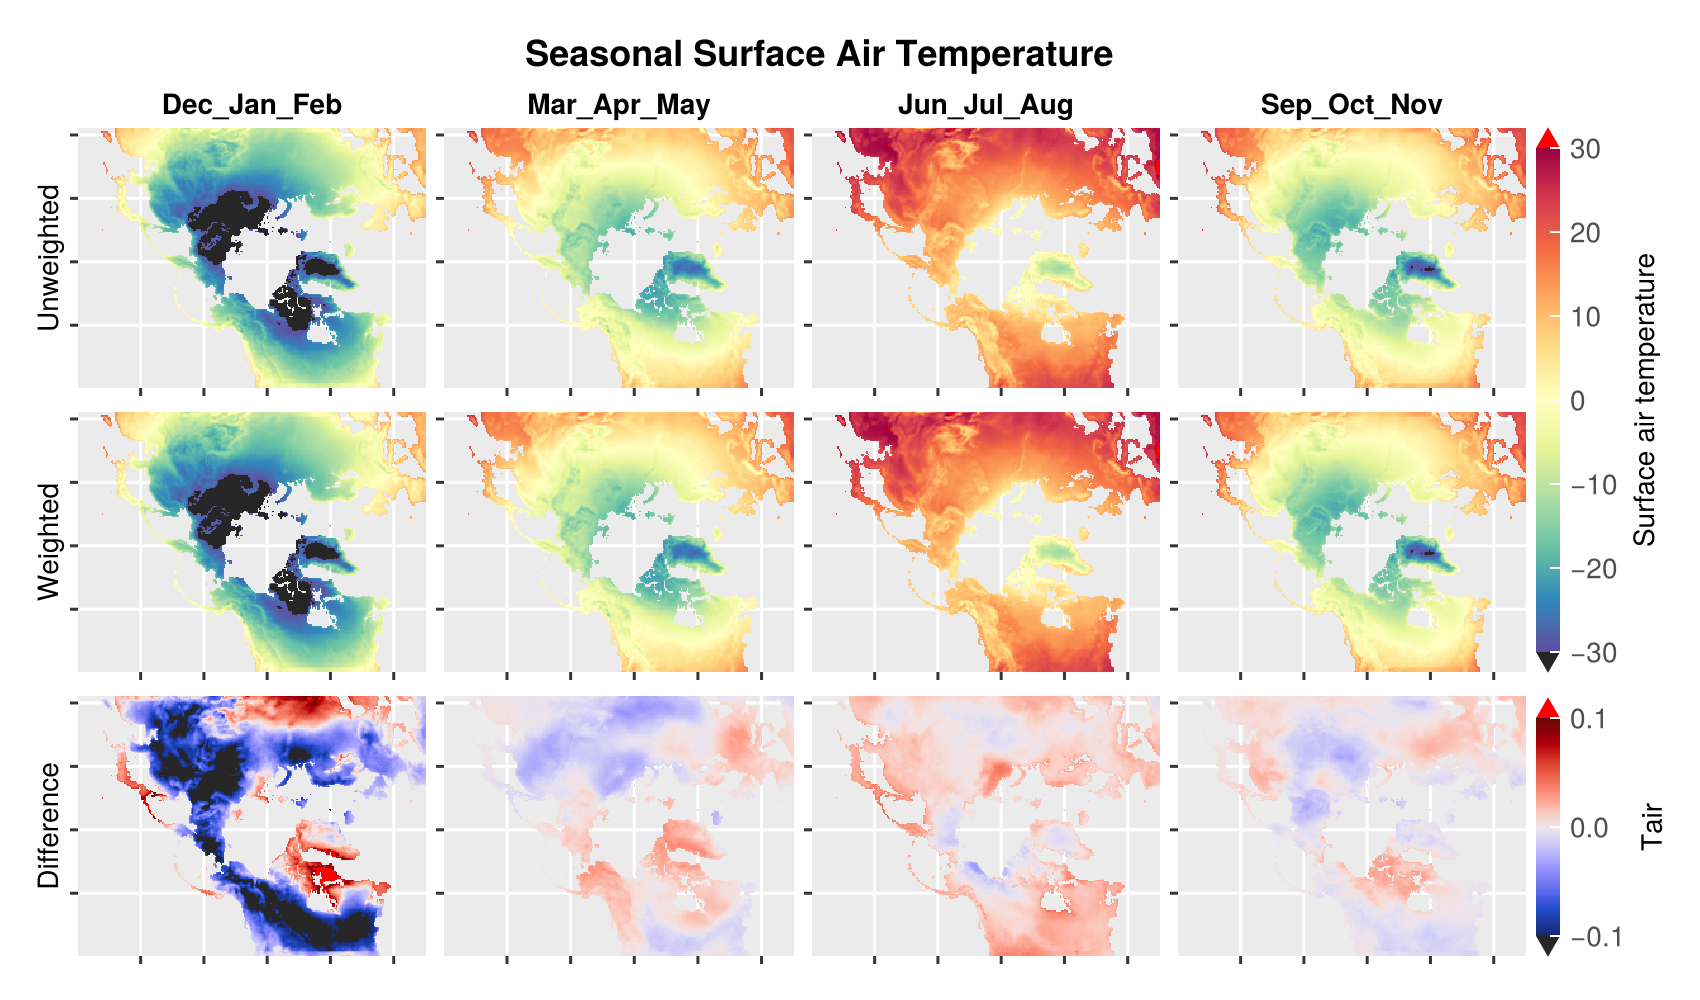 Seasonal Surface Air Temperature
Dec_Jan_Feb
Mar_Apr_May
Jun_Jul_Aug
Sep_Oct_Nov
Unweighted
Weighted
Difference
30
20
10
0
−10
−20
−30
Surface air temperature
0.1
0.0
−0.1
Tair